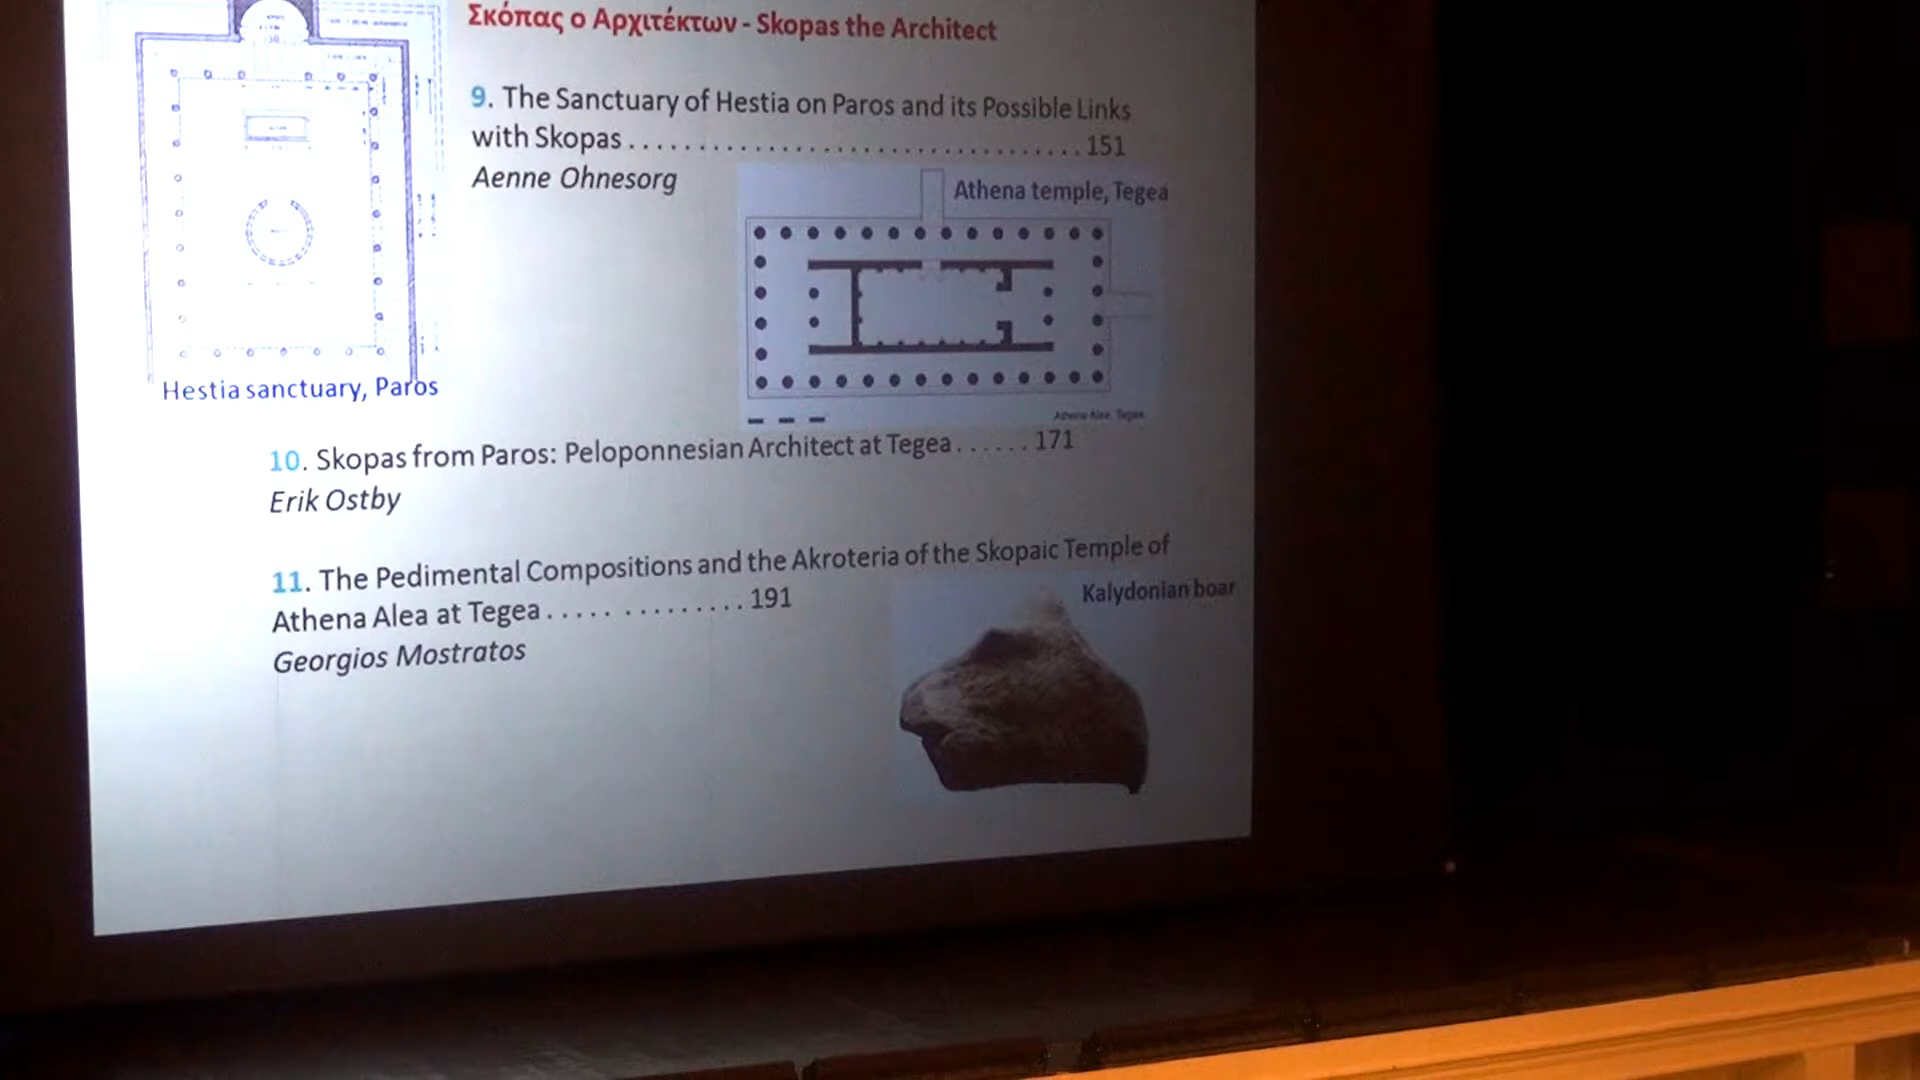 Σκόπας ο Αρχιτέκτων - Skopas the Architect
9. The Sanctuary of Hestia on Paros and its Possible Links
with Skopas . . . . . . . . . . . . . . . . . . . . . . . . . . . . . . . . 151
Aenne Ohnesorg
Athena temple, Tegea
Hestia sanctuary, Paros
Athena Alea Tegea
10. Skopas from Paros: Peloponnesian Architect at Tegea . . . . . . 171
Erik Ostby
11. The Pedimental Compositions and the Akroteria of the Skopaic Temple of
Athena Alea at Tegea . . . . . . . . . . . . . . 191
Georgios Mostratos
Kalydonian boar